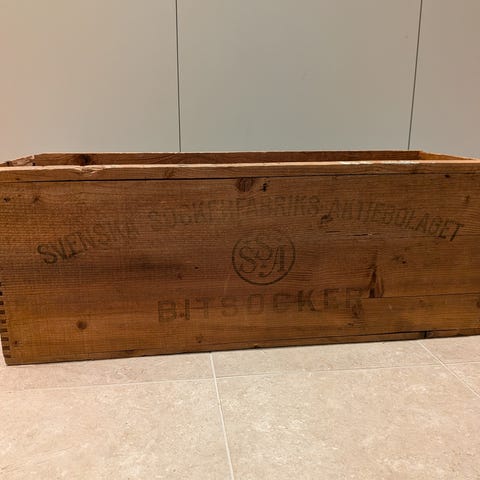 SVENSKA SOCKERFABRIKS-AKTIEBOLAGET
SSA
BITSOCKER